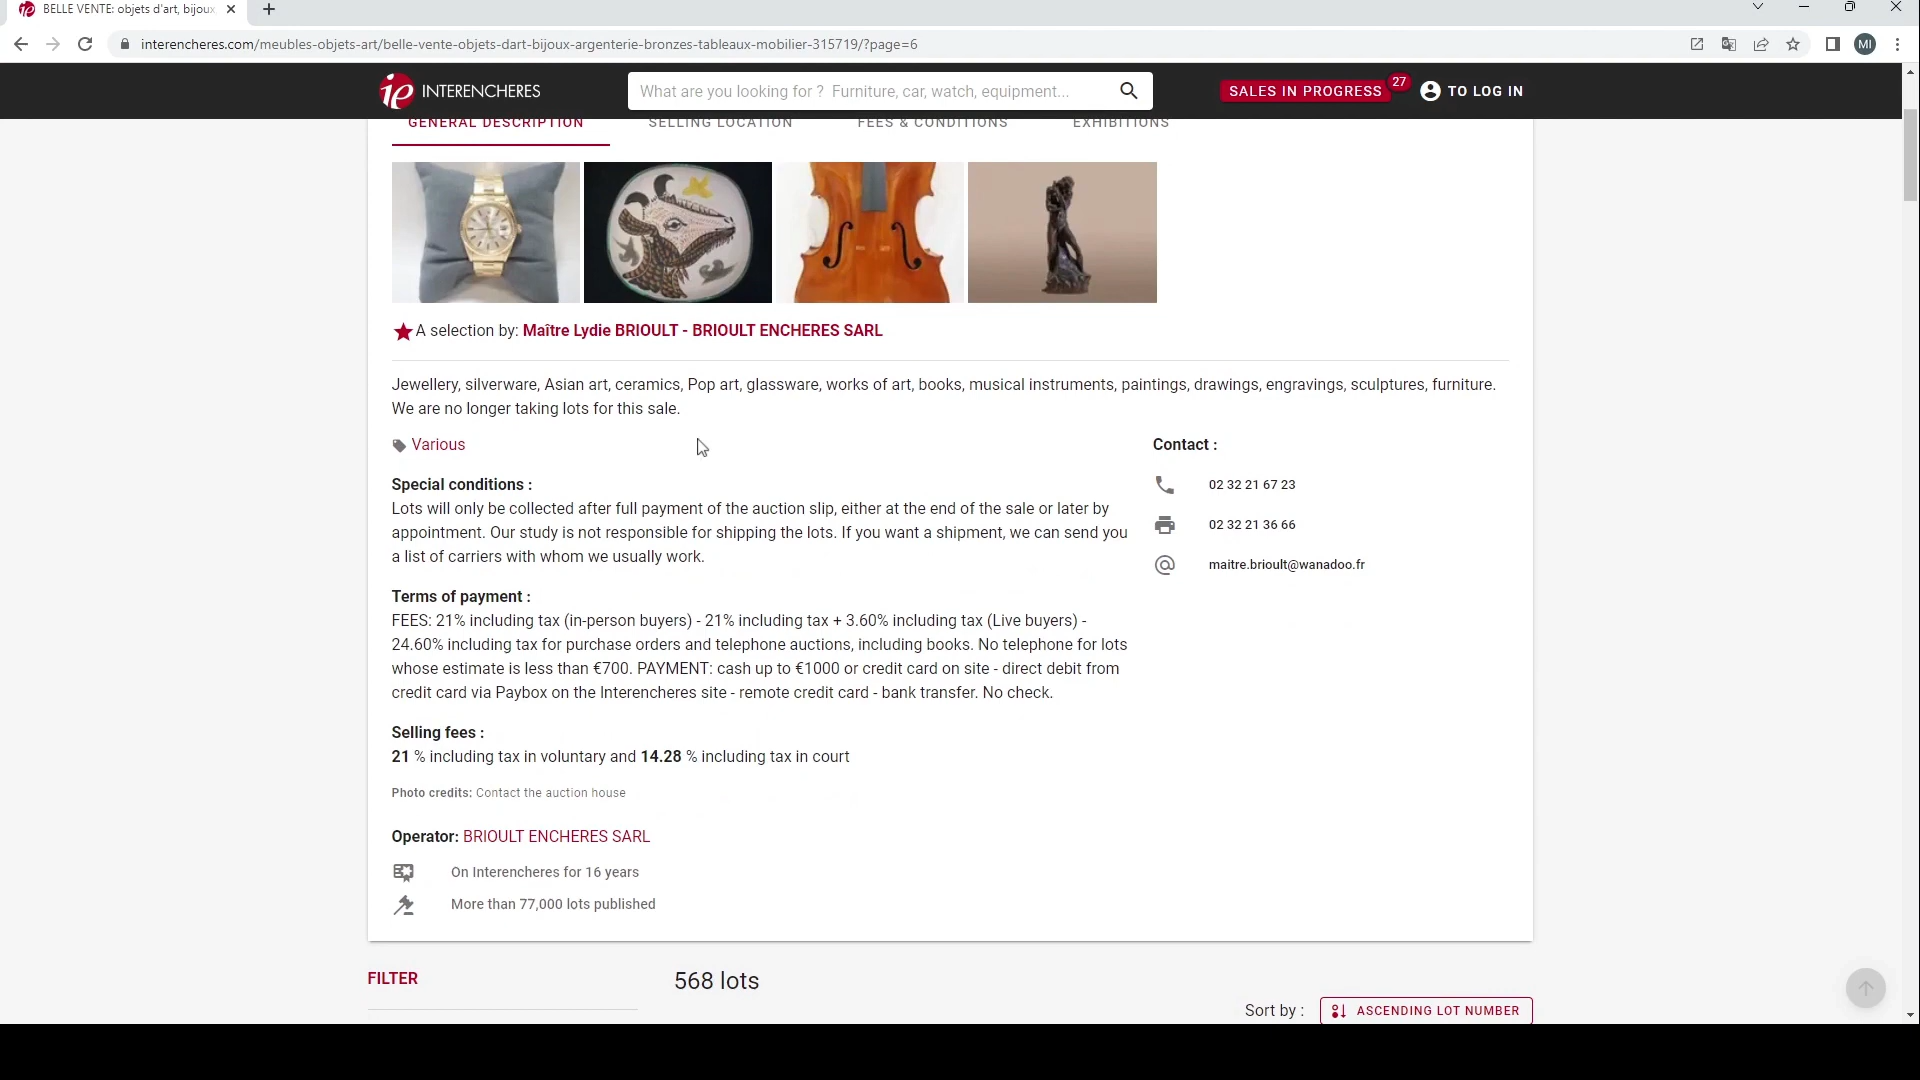 BELLE VENTE: objets d'art, bijoux
interencheres.com/meubles-objets-art/belle-vente-objets-dart-bijoux-argenterie-bronzes-tableaux-mobilier-315719/?page=6
MI
INTERENCHERES
What are you looking for ? Furniture, car, watch, equipment...
SALES IN PROGRESS
27
TO LOG IN
GENERAL DESCRIPTION
SELLING LOCATION
FEES & CONDITIONS
EXHIBITIONS
A selection by: Maître Lydie BRIOULT - BRIOULT ENCHERES SARL
Jewellery, silverware, Asian art, ceramics, Pop art, glassware, works of art, books, musical instruments, paintings, drawings, engravings, sculptures, furniture.
We are no longer taking lots for this sale.
Various
Special conditions :
Lots will only be collected after full payment of the auction slip, either at the end of the sale or later by
appointment. Our study is not responsible for shipping the lots. If you want a shipment, we can send you
a list of carriers with whom we usually work.
Terms of payment :
FEES: 21% including tax (in-person buyers) - 21% including tax + 3.60% including tax (Live buyers) -
24.60% including tax for purchase orders and telephone auctions, including books. No telephone for lots
whose estimate is less than €700. PAYMENT: cash up to €1000 or credit card on site - direct debit from
credit card via Paybox on the Interencheres site - remote credit card - bank transfer. No check.
Selling fees :
21 % including tax in voluntary and 14.28 % including tax in court
Photo credits: Contact the auction house
Operator: BRIOULT ENCHERES SARL
On Interencheres for 16 years
More than 77,000 lots published
Contact :
02 32 21 67 23
02 32 21 36 66
maitre.brioult@wanadoo.fr
FILTER
568 lots
Sort by :
ASCENDING LOT NUMBER